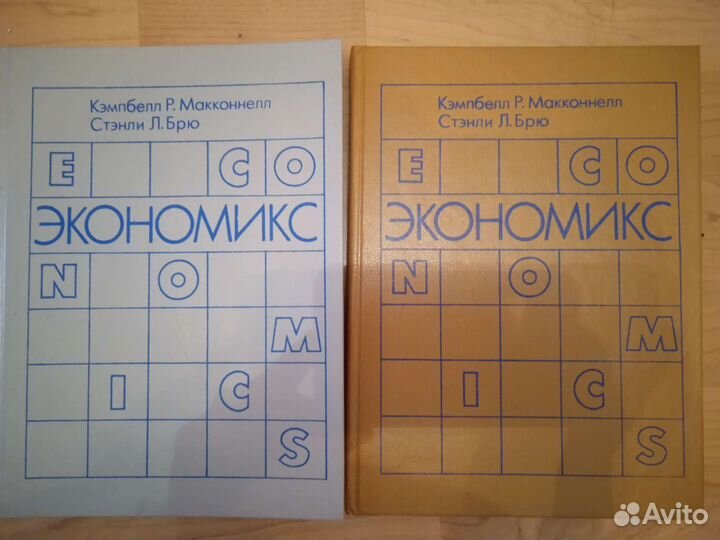 Кэмпбелл Р. Макконнелл
Стэнли Л. Брю
E C O
ЭКОНОМИКС
N O
M
I C
S
Кэмпбелл Р. Макконнелл
Стэнли Л. Брю
E C O
ЭКОНОМИКС
N O
M
I C
S
Avito